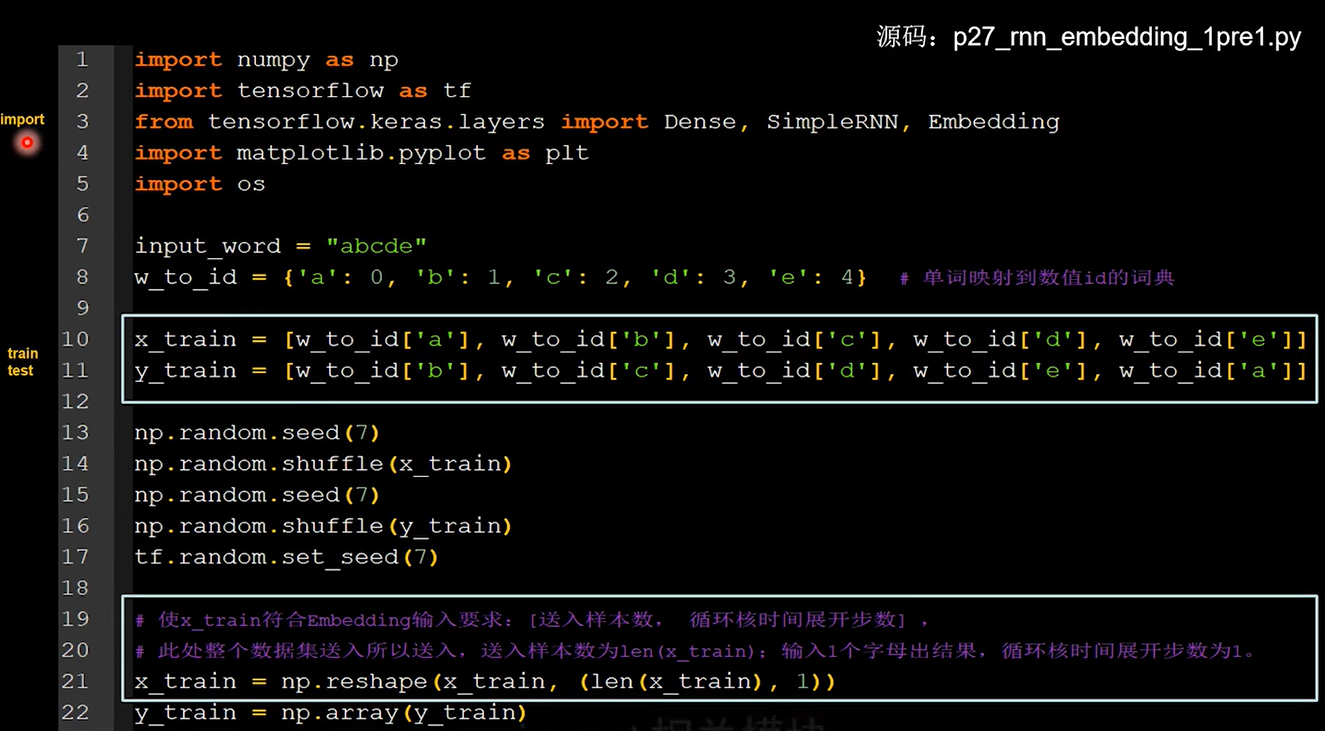 源码：p27_rnn_embedding_1pre1.py
1 import numpy as np
2 import tensorflow as tf
import
3 from tensorflow.keras.layers import Dense, SimpleRNN, Embedding
4 import matplotlib.pyplot as plt
5 import os
6
7 input_word = "abcde"
8 w_to_id = {'a': 0, 'b': 1, 'c': 2, 'd': 3, 'e': 4}  # 单词映射到数值id的词典
9
10 x_train = [w_to_id['a'], w_to_id['b'], w_to_id['c'], w_to_id['d'], w_to_id['e']]
train
test
11 y_train = [w_to_id['b'], w_to_id['c'], w_to_id['d'], w_to_id['e'], w_to_id['a']]
12
13 np.random.seed(7)
14 np.random.shuffle(x_train)
15 np.random.seed(7)
16 np.random.shuffle(y_train)
17 tf.random.set_seed(7)
18
19 # 使x_train符合Embedding输入要求：[送入样本数， 循环核时间展开步数] ，
20 # 此处整个数据集送入所以送入，送入样本数为len(x_train)；输入1个字母出结果，循环核时间展开步数为1。
21 x_train = np.reshape(x_train, (len(x_train), 1))
22 y_train = np.array(y_train)